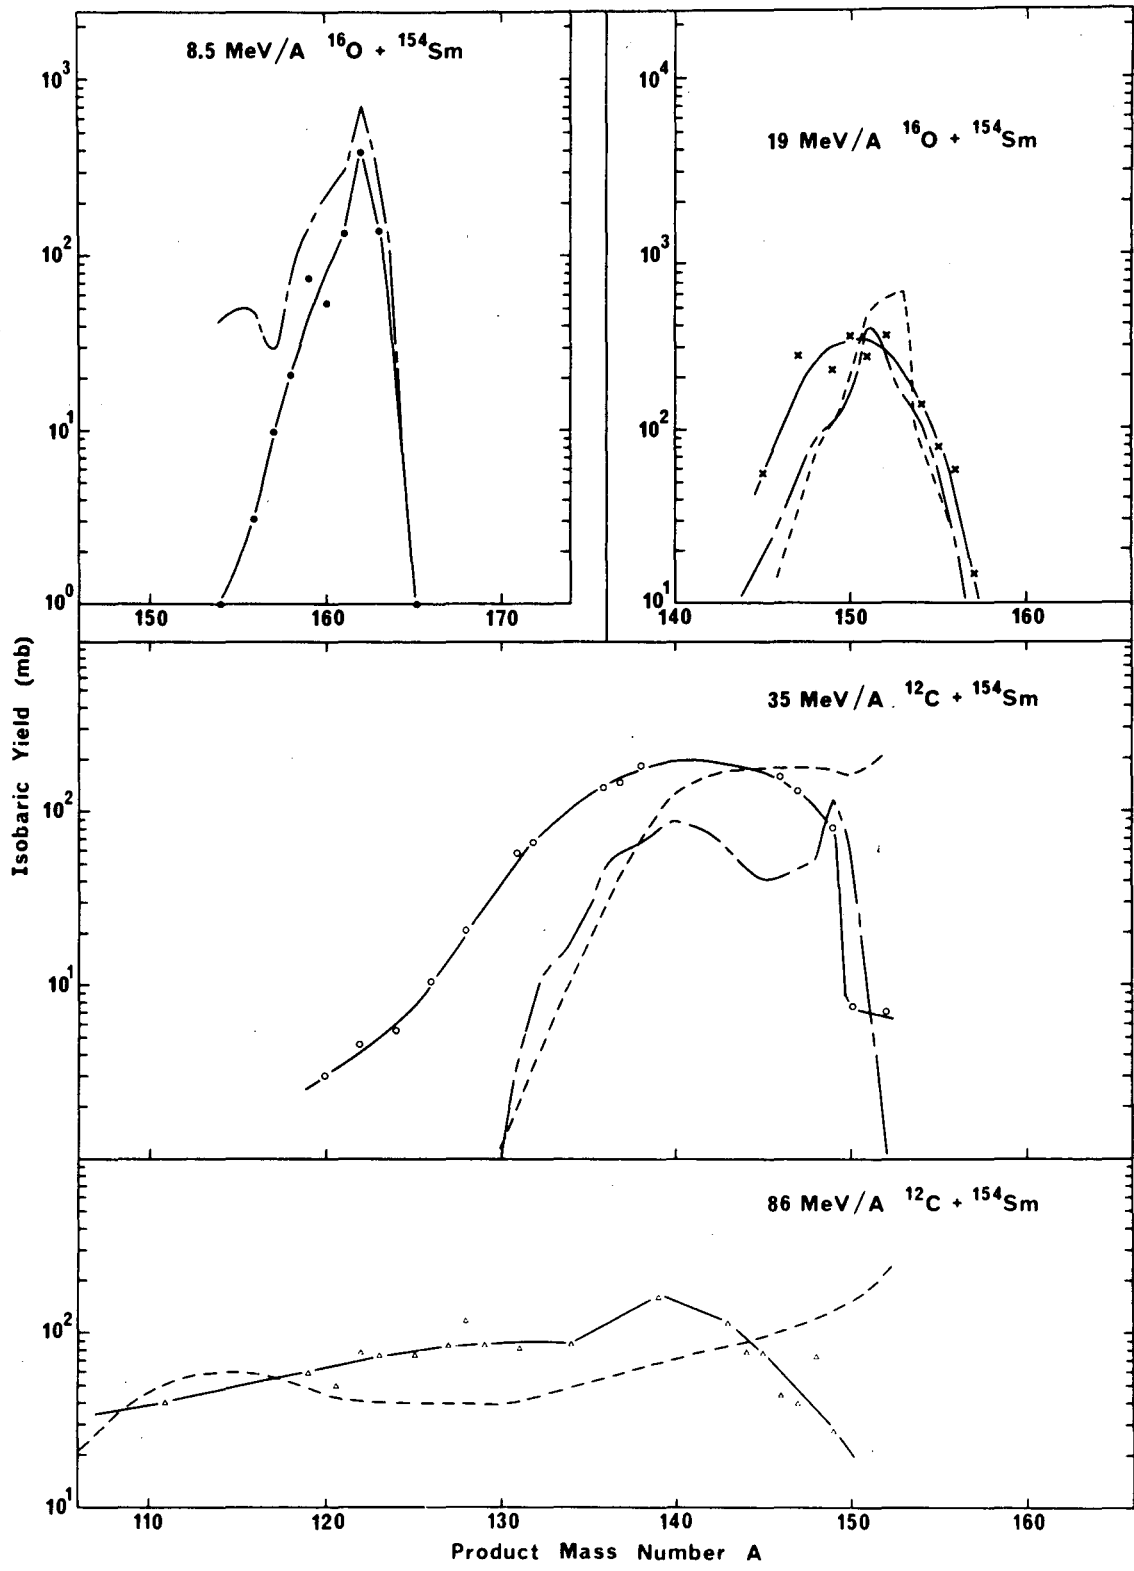 8.5 MeV/A ¹⁶O + ¹⁵⁴Sm
10³
10²
10¹
10⁰
150 160 170
19 MeV/A ¹⁶O + ¹⁵⁴Sm
10⁴
10³
10²
10¹
140 150 160
Isobaric Yield (mb)
35 MeV/A ¹²C + ¹⁵⁴Sm
10²
10¹
86 MeV/A ¹²C + ¹⁵⁴Sm
10²
10¹
110 120 130 140 150 160
Product Mass Number A